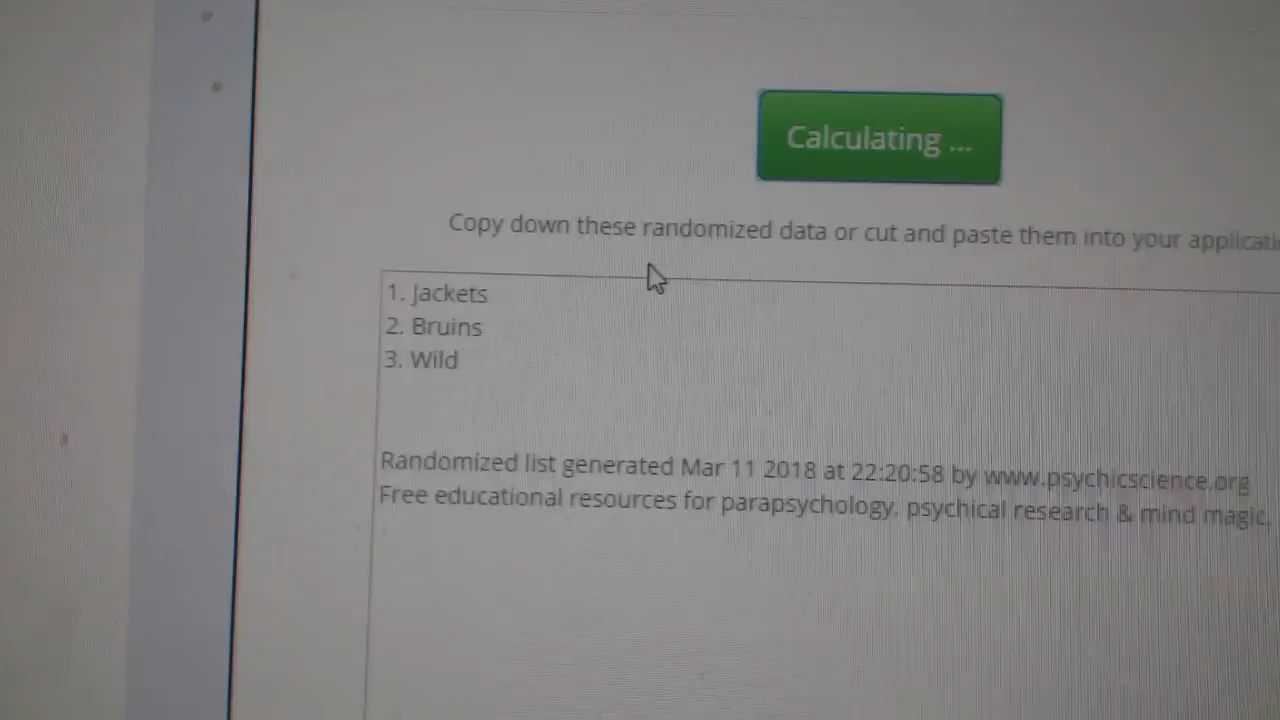 Calculating ...
Copy down these randomized data or cut and paste them into your
1. Jackets
2. Bruins
3. Wild
Randomized list generated Mar 11 2018 at 22:20:58 by www.psychicscience.org
Free educational resources for parapsychology, psychical research & mind magic.